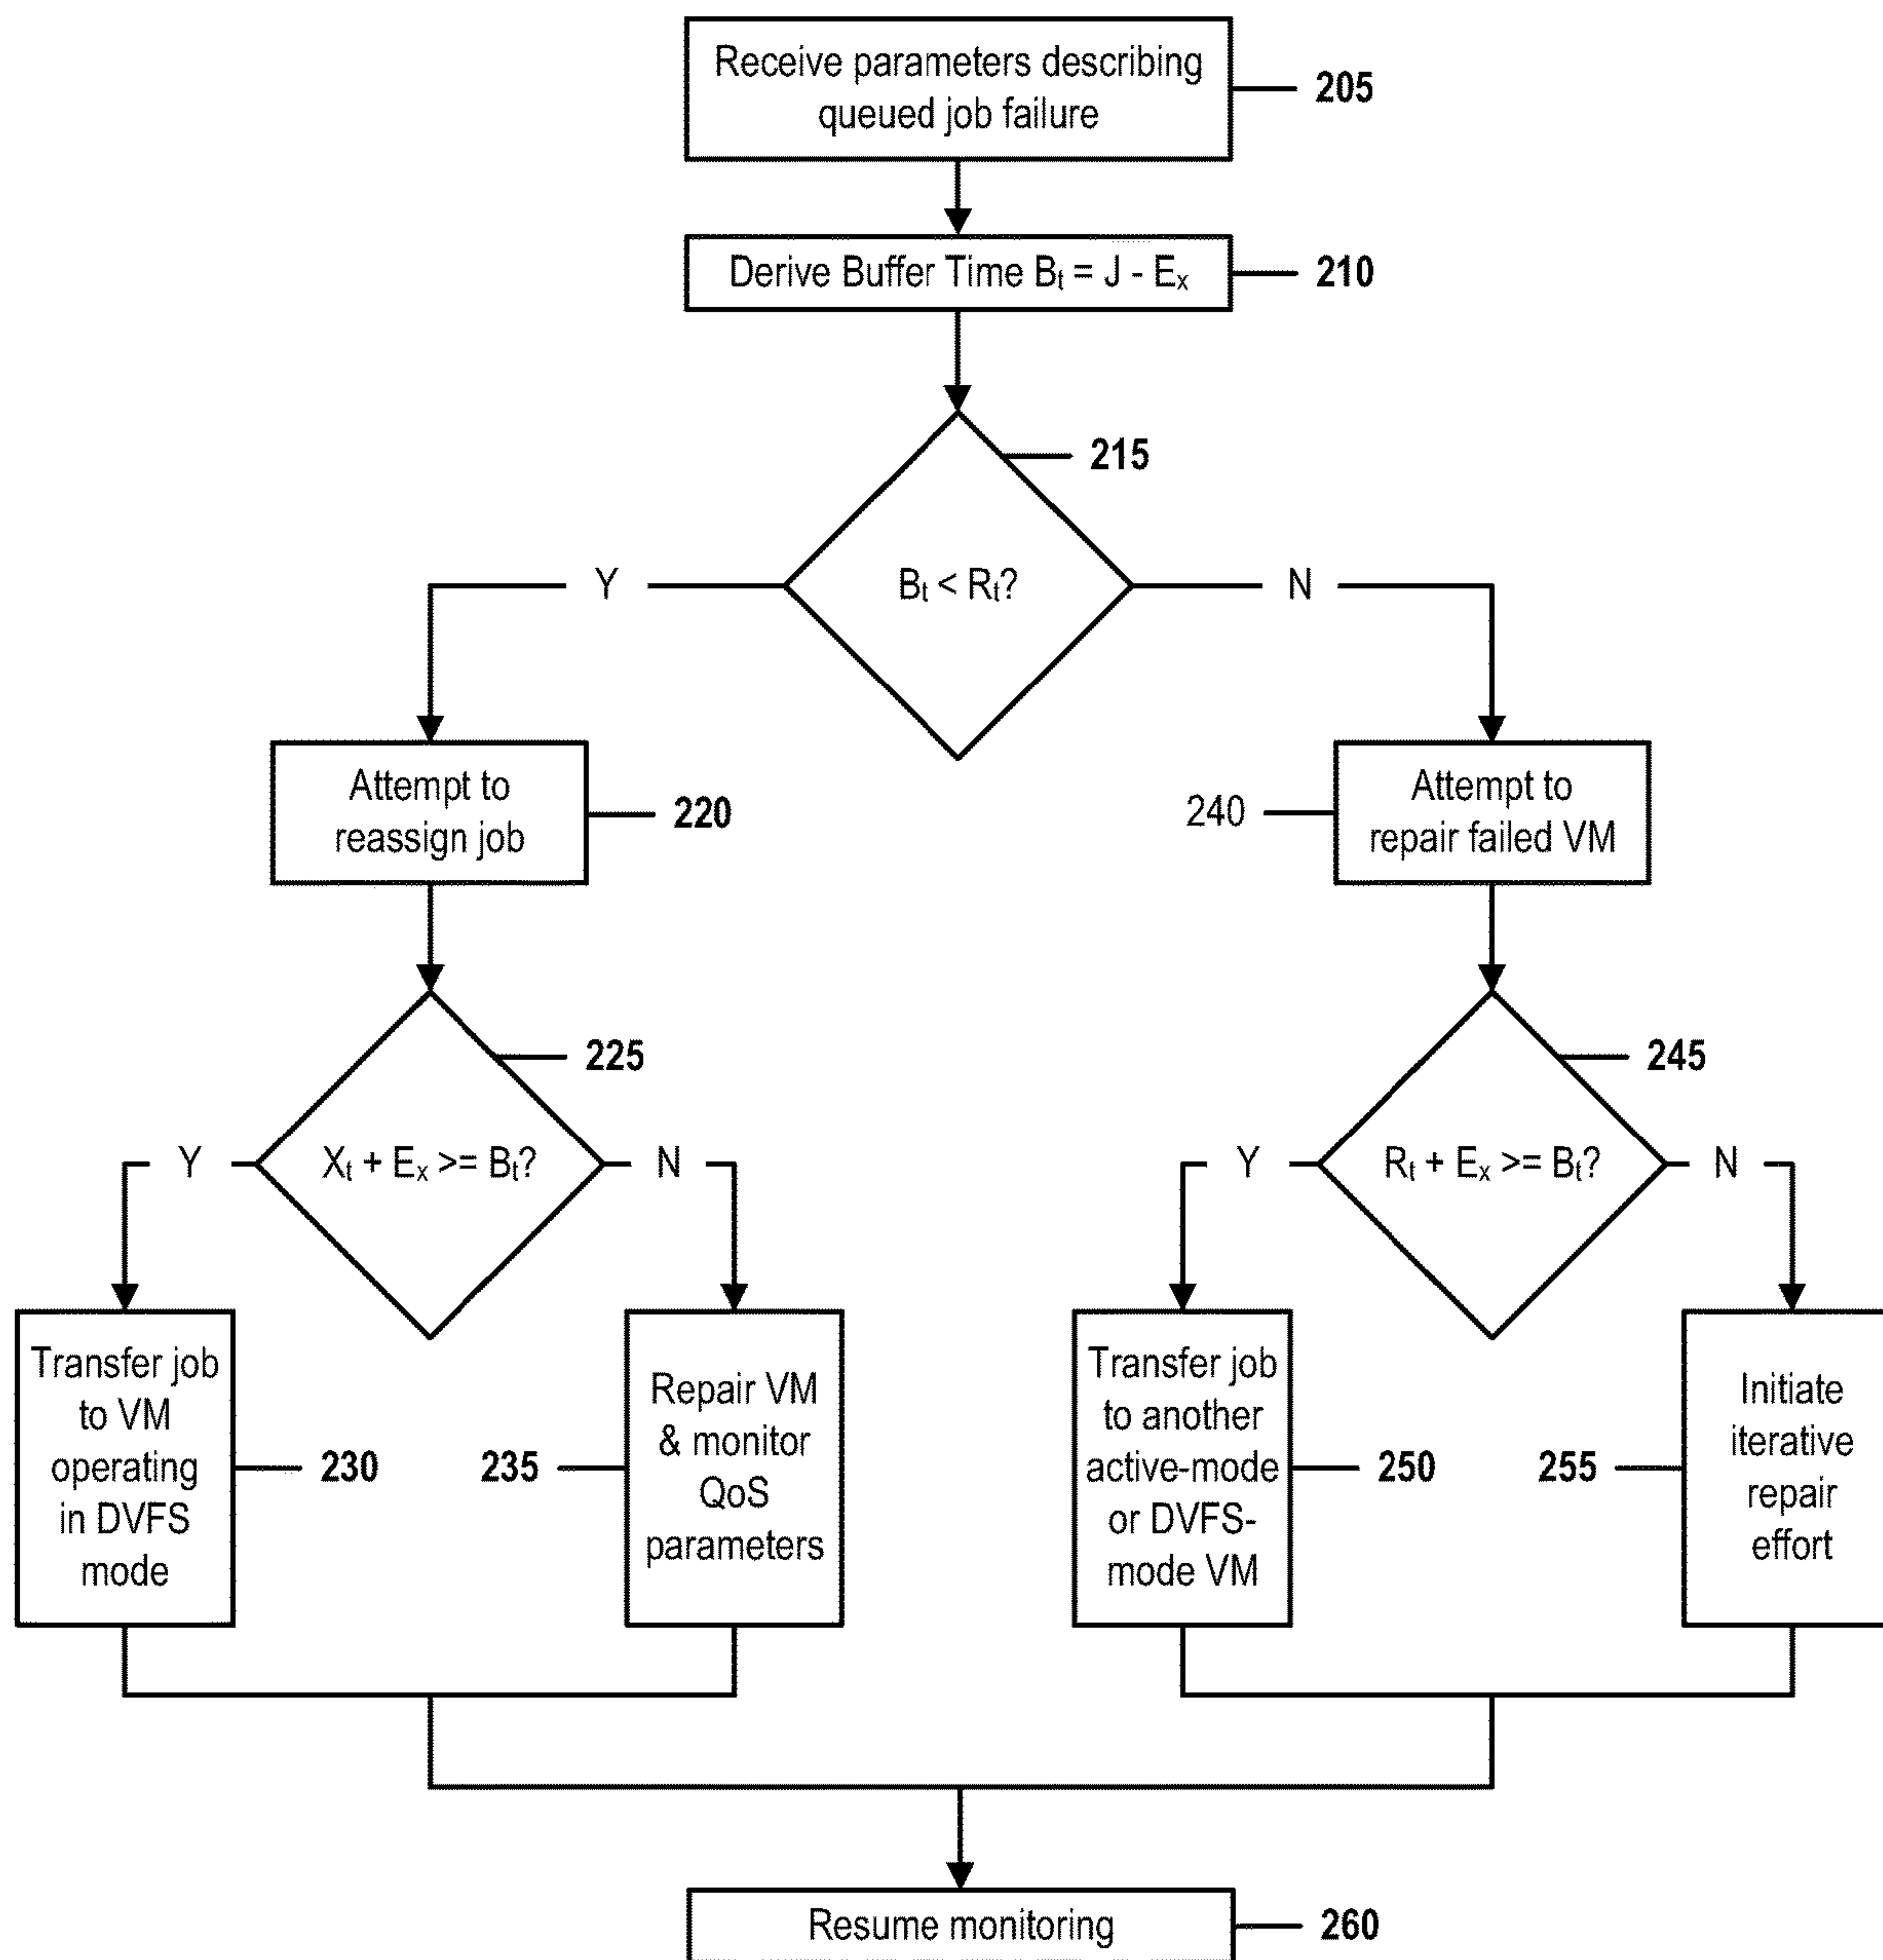 Receive parameters describing
queued job failure
205
Derive Buffer Time Bₜ = J - Eₓ
210
215
Bₜ < Rₜ?
Y
N
Attempt to
reassign job
220
240
Attempt to
repair failed VM
225
Xₜ + Eₓ >= Bₜ?
Y
N
245
Rₜ + Eₓ >= Bₜ?
Y
N
Transfer job
to VM
operating
in DVFS
mode
230
235
Repair VM
& monitor
QoS
parameters
Transfer job
to another
active-mode
or DVFS-
mode VM
250
255
Initiate
iterative
repair
effort
Resume monitoring
260